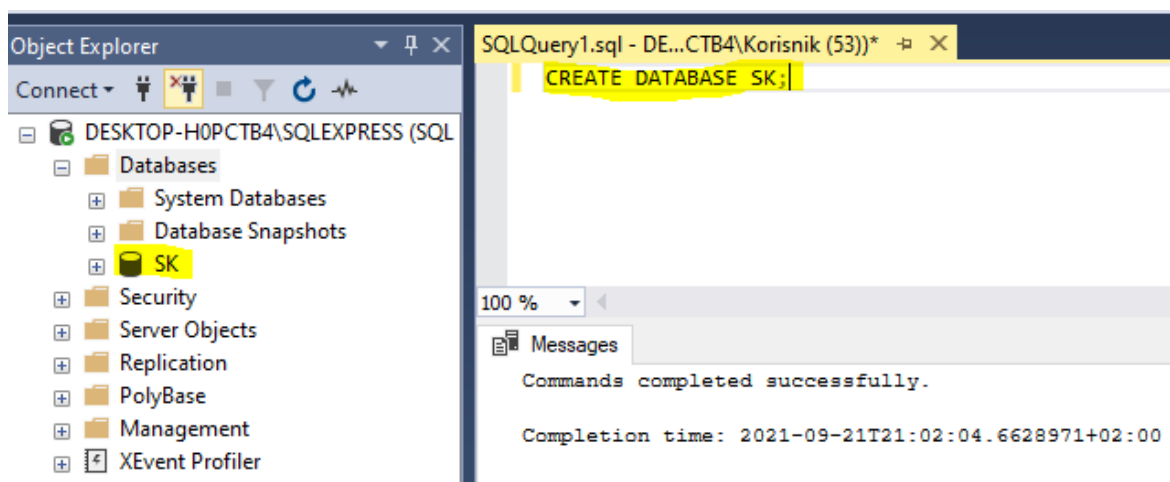 Object Explorer
Connect
DESKTOP-H0PCTB4\SQLEXPRESS (SQL
Databases
System Databases
Database Snapshots
SK
Security
Server Objects
Replication
PolyBase
Management
XEvent Profiler
SQLQuery1.sql - DE...CTB4\Korisnik (53))*
CREATE DATABASE SK;
100 %
Messages
Commands completed successfully.
Completion time: 2021-09-21T21:02:04.6628971+02:00